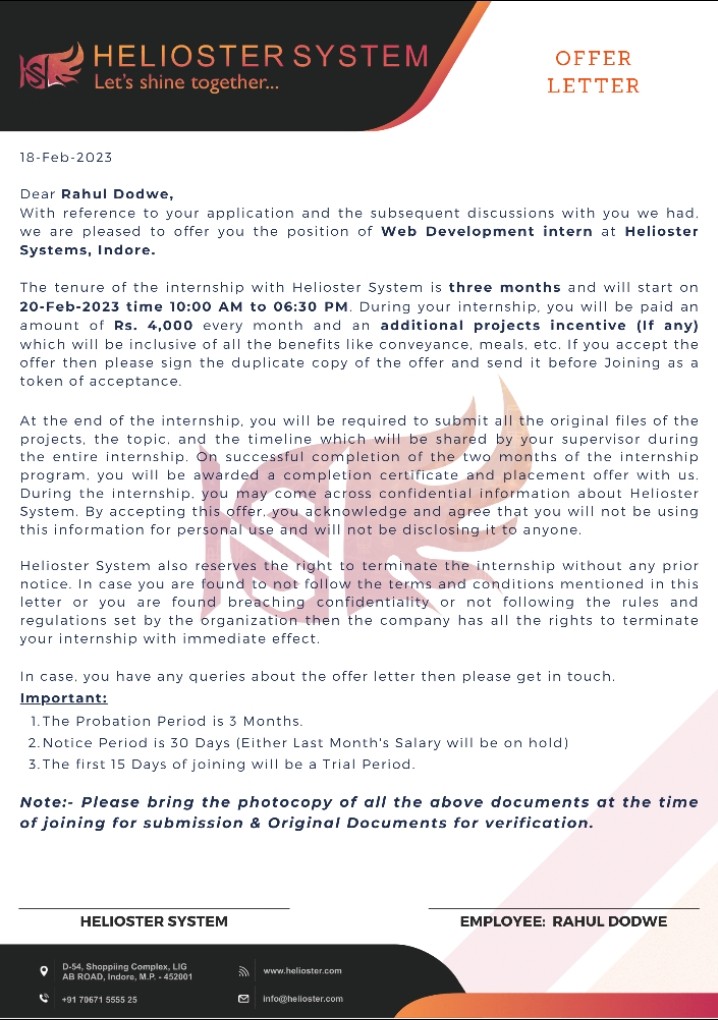 HELIOSTER SYSTEM
Let's shine together...
OFFER
LETTER
18-Feb-2023
Dear Rahul Dodwe,
With reference to your application and the subsequent discussions with you we had,
we are pleased to offer you the position of Web Development intern at Helioster
Systems, Indore.
The tenure of the internship with Helioster System is three months and will start on
20-Feb-2023 time 10:00 AM to 06:30 PM. During your internship, you will be paid an
amount of Rs. 4,000 every month and an additional projects incentive (If any)
which will be inclusive of all the benefits like conveyance, meals, etc. If you accept the
offer then please sign the duplicate copy of the offer and send it before Joining as a
token of acceptance.
At the end of the internship, you will be required to submit all the original files of the
projects, the topic, and the timeline which will be shared by your supervisor during
the entire internship. On successful completion of the two months of the internship
program, you will be awarded a completion certificate and placement offer with us.
During the internship, you may come across confidential information about Helioster
System. By accepting this offer, you acknowledge and agree that you will not be using
this information for personal use and will not be disclosing it to anyone.
Helioster System also reserves the right to terminate the internship without any prior
notice. In case you are found to not follow the terms and conditions mentioned in this
letter or you are found breaching confidentiality or not following the rules and
regulations set by the organization then the company has all the rights to terminate
your internship with immediate effect.
In case, you have any queries about the offer letter then please get in touch.
Important:
1. The Probation Period is 3 Months.
2. Notice Period is 30 Days (Either Last Month's Salary will be on hold)
3. The first 15 Days of joining will be a Trial Period.
Note:- Please bring the photocopy of all the above documents at the time
of joining for submission & Original Documents for verification.
HELIOSTER SYSTEM
EMPLOYEE: RAHUL DODWE
D-54, Shoppiing Complex, LIG
AB ROAD, Indore, M.P. - 452001
www.helioster.com
+91 79671 5555 25
info@helioster.com